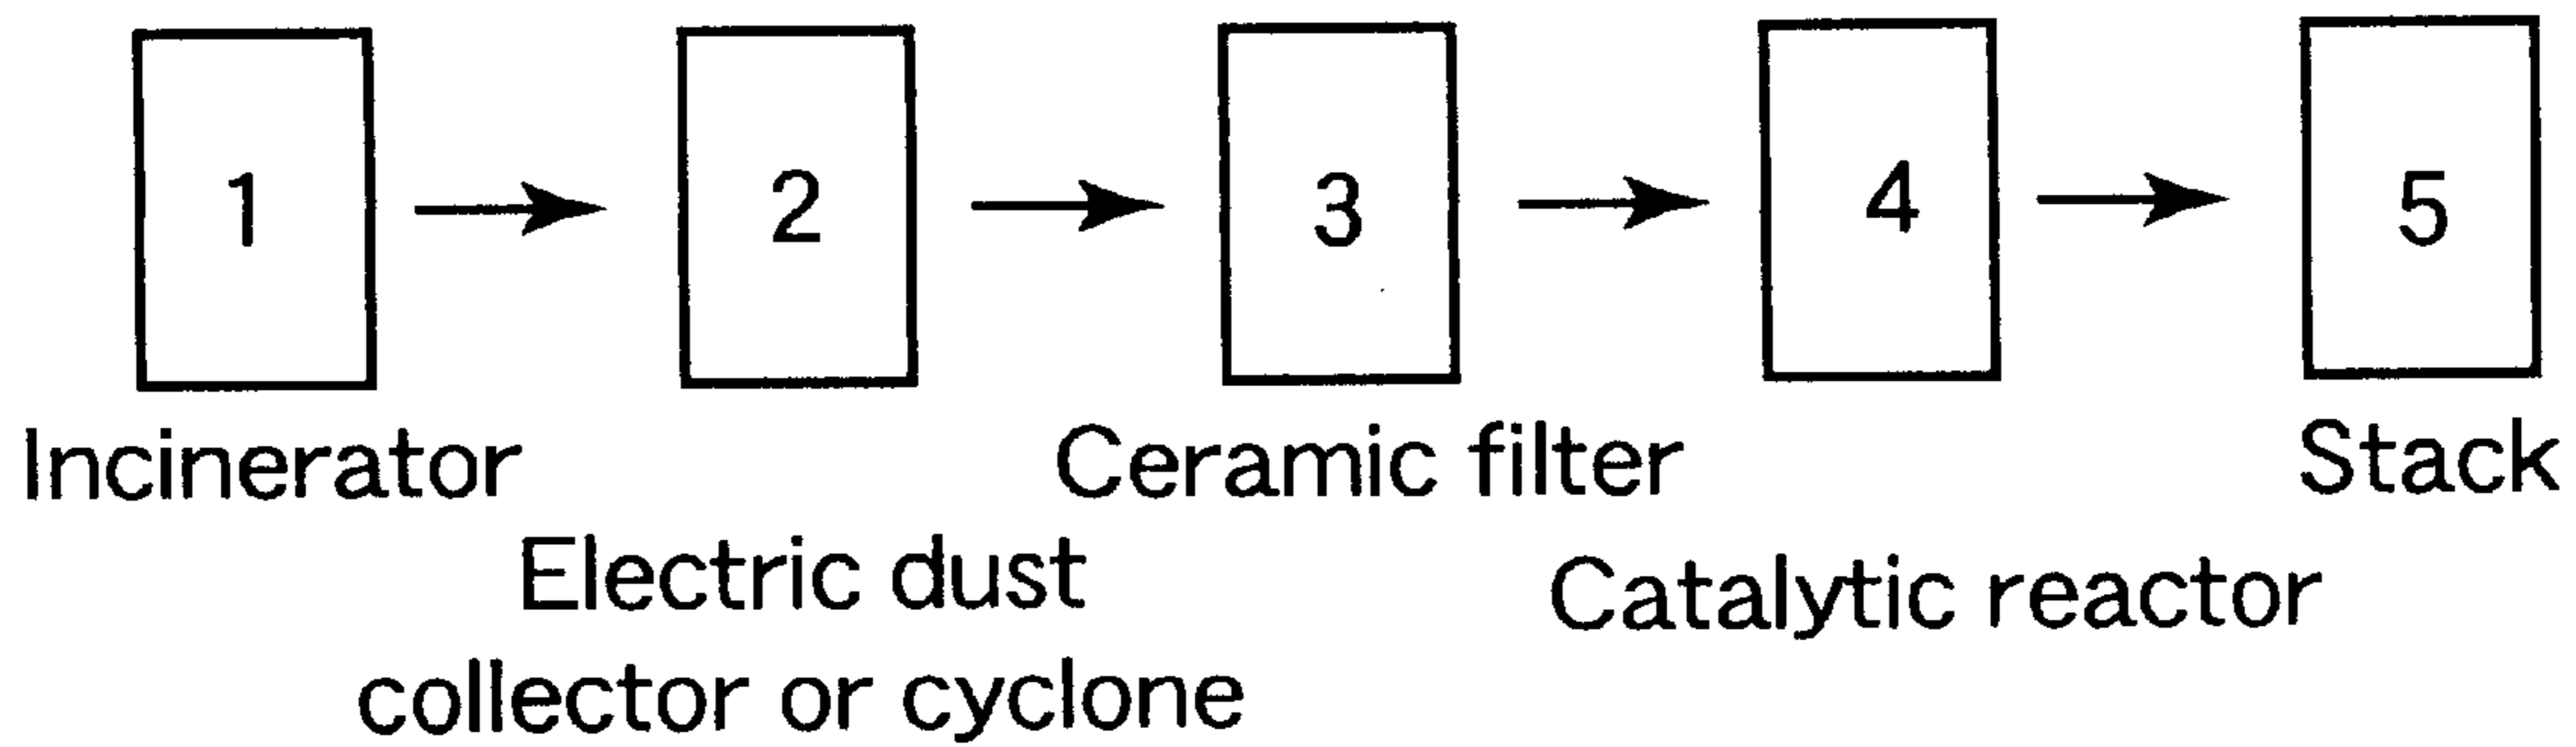 1
2
3
4
5
Incinerator
Electric dust
collector or cyclone
Ceramic filter
Catalytic reactor
Stack